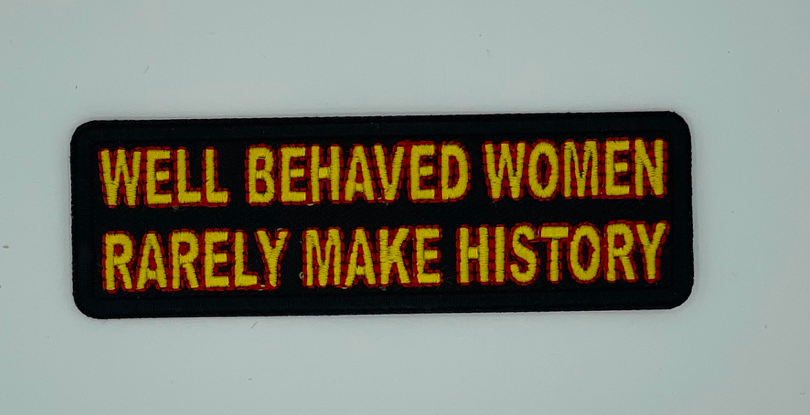 WELL BEHAVED WOMEN
RARELY MAKE HISTORY